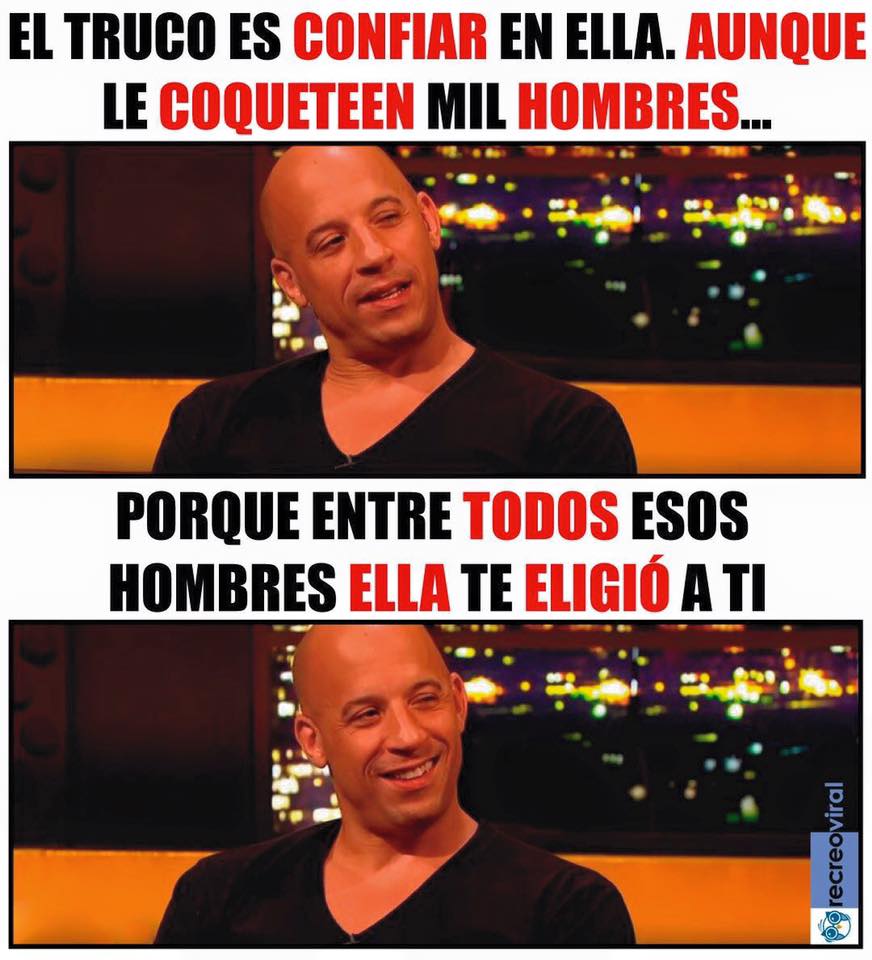 EL TRUCO ES CONFIAR EN ELLA. AUNQUE
LE COQUETEEN MIL HOMBRES...
PORQUE ENTRE TODOS ESOS
HOMBRES ELLA TE ELIGIÓ A TI
recreoviral